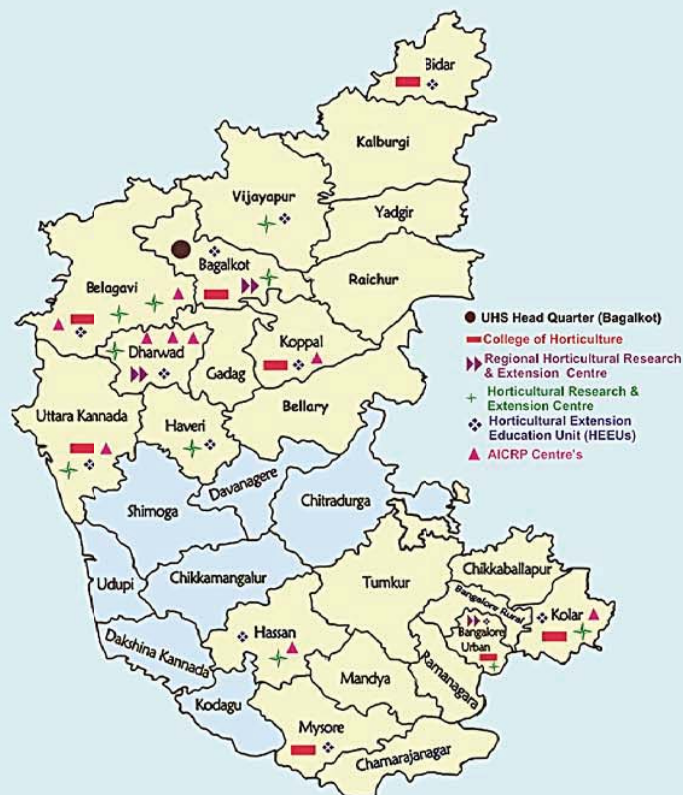 Bidar
Kalburgi
Vijayapur
Yadgir
Bagalkot
Raichur
Belagavi
Dharwad
Koppal
Gadag
Bellary
Uttara Kannada
Haveri
UHS Head Quarter (Bagalkot)
College of Horticulture
Regional Horticultural Research
& Extension Centre
Horticultural Research &
Extension Centre
Horticultural Extension
Education Unit (HEEUs)
AICRP Centre's
Shimoga
Davanagere
Chitradurga
Udupi
Chikkamangalur
Tumkur
Chikkaballapur
Bangalore Rural
Kolar
Bangalore
Urban
Hassan
Dakshina Kannada
Mandya
Ramanagara
Kodagu
Mysore
Chamarajanagar